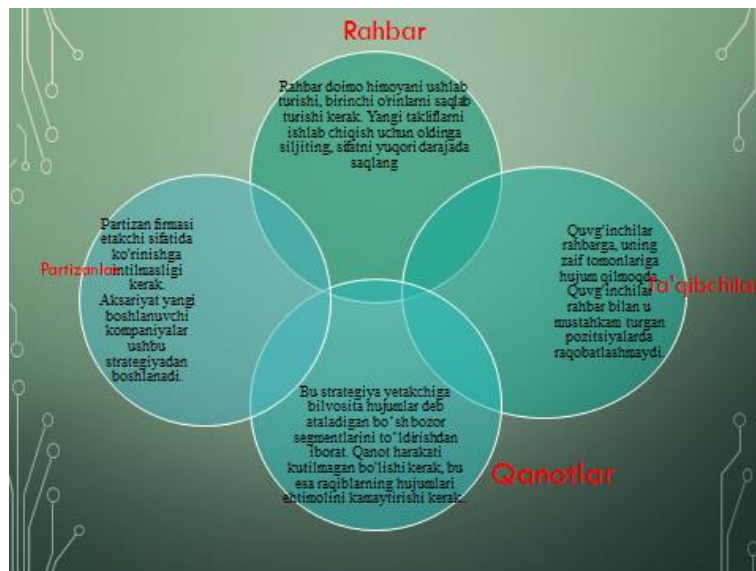 Rahbar
Rahbar doimo himoyani ushlab
turishi, birinchi o'rinlarni saqlab
turishi kerak. Yangi takliflarni
ishlab chiqish uchun oldinga
siljiting, sifatni yuqori darajada
saqlang
Partizanlar
Partizan firmasi
etakchi sifatida
ko'rinishga
intilmasligi
kerak.
Aksariyat yangi
boshlanuvchi
kompaniyalar
ushbu
strategiyadan
boshlanadi.
Quvg'inchilar
rahbarga, uning
zaif tomonlariga
hujum qilmoqda.
Quvg'inchilar
rahbar bilan u
mustahkam turgan
pozitsiyalarda
raqobatlashmaydi.
Ta'qibchilar
Bu strategiya yetakchiga
bilvosita hujumlar deb
ataladigan bo'sh bozor
segmentlarini to'ldirishdan
iborat. Qanot harakati
kutilmagan bo'lishi kerak, bu
esa raqiblarning hujumlari
ehtimolini kamaytirishi kerak..
Qanotlar